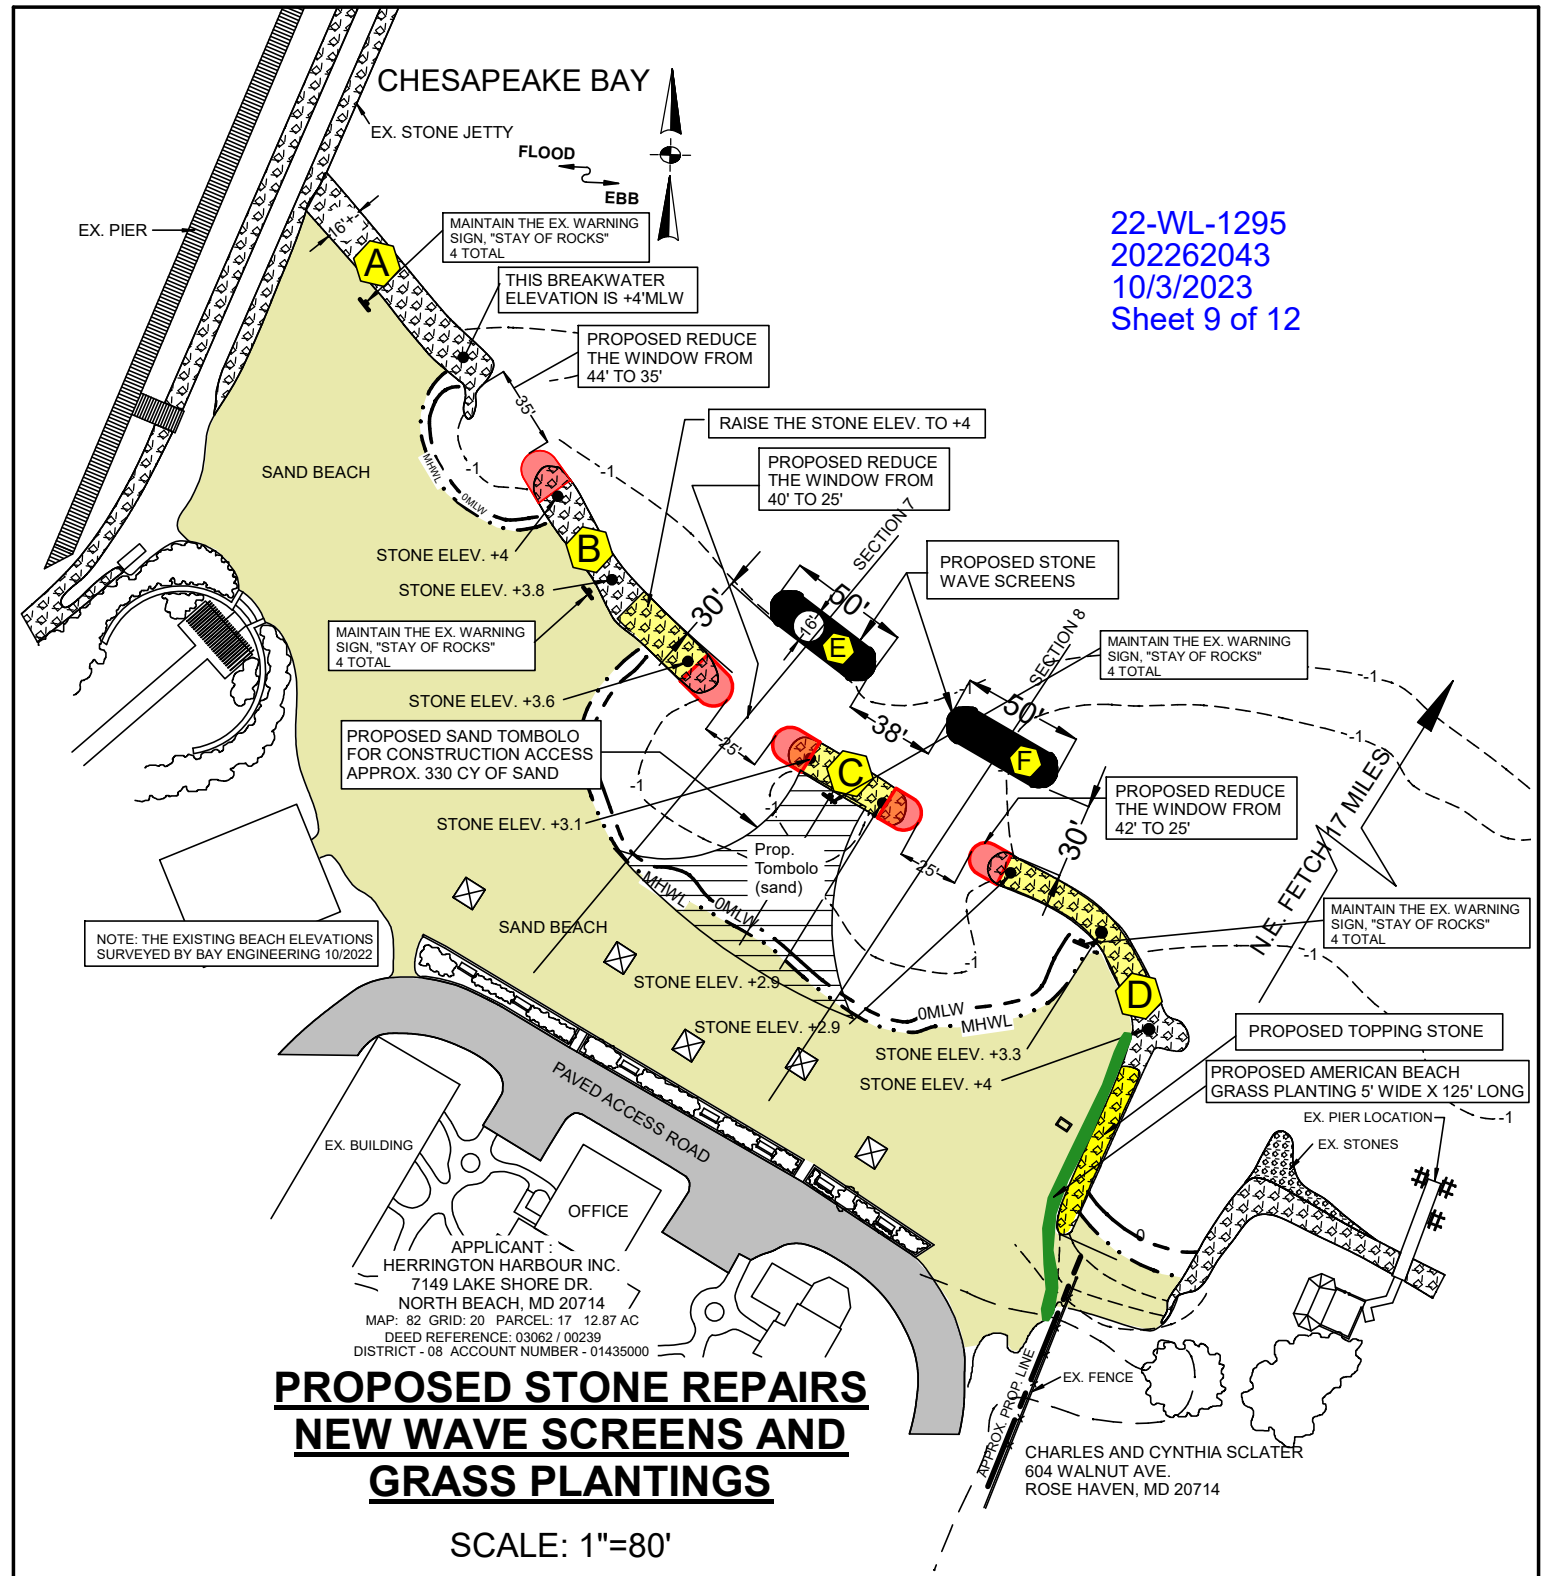 CHESAPEAKE BAY
EX. STONE JETTY
FLOOD
EBB
EX. PIER
16'+
A
MAINTAIN THE EX. WARNING
SIGN, "STAY OF ROCKS"
4 TOTAL
THIS BREAKWATER
ELEVATION IS +4'MLW
22-WL-1295
202262043
10/3/2023
Sheet 9 of 12
PROPOSED REDUCE
THE WINDOW FROM
44' TO 35'
35'
RAISE THE STONE ELEV. TO +4
SAND BEACH
MHWL
0MLW
-1
-1
PROPOSED REDUCE
THE WINDOW FROM
40' TO 25'
SECTION 7
STONE ELEV. +4
B
STONE ELEV. +3.8
30'
50'
16'
E
PROPOSED STONE
WAVE SCREENS
MAINTAIN THE EX. WARNING
SIGN, "STAY OF ROCKS"
4 TOTAL
SECTION 8
MAINTAIN THE EX. WARNING
SIGN, "STAY OF ROCKS"
4 TOTAL
-1
STONE ELEV. +3.6
50'
38'
25'
F
-1
PROPOSED SAND TOMBOLO
FOR CONSTRUCTION ACCESS
APPROX. 330 CY OF SAND
C
-1
-1
PROPOSED REDUCE
THE WINDOW FROM
42' TO 25'
STONE ELEV. +3.1
30'
25'
Prop.
Tombolo
(sand)
MHWL
0MLW
N.E. FETCH 17 MILES
MAINTAIN THE EX. WARNING
SIGN, "STAY OF ROCKS"
4 TOTAL
NOTE: THE EXISTING BEACH ELEVATIONS
SURVEYED BY BAY ENGINEERING 10/2022
SAND BEACH
-1
-1
STONE ELEV. +2.9
D
0MLW
MHWL
STONE ELEV. +2.9
STONE ELEV. +3.3
STONE ELEV. +4
PROPOSED TOPPING STONE
PROPOSED AMERICAN BEACH
GRASS PLANTING 5' WIDE X 125' LONG
PAVED ACCESS ROAD
EX. PIER LOCATION
-1
EX. STONES
EX. BUILDING
OFFICE
0
APPLICANT :
HERRINGTON HARBOUR INC.
7149 LAKE SHORE DR.
NORTH BEACH, MD 20714
MAP: 82 GRID: 20 PARCEL: 17 12.87 AC
DEED REFERENCE: 03062 / 00239
DISTRICT - 08 ACCOUNT NUMBER - 01435000
PROPOSED STONE REPAIRS
NEW WAVE SCREENS AND
GRASS PLANTINGS
SCALE: 1"=80'
APPROX. PROP. LINE
EX. FENCE
CHARLES AND CYNTHIA SCLATER
604 WALNUT AVE.
ROSE HAVEN, MD 20714